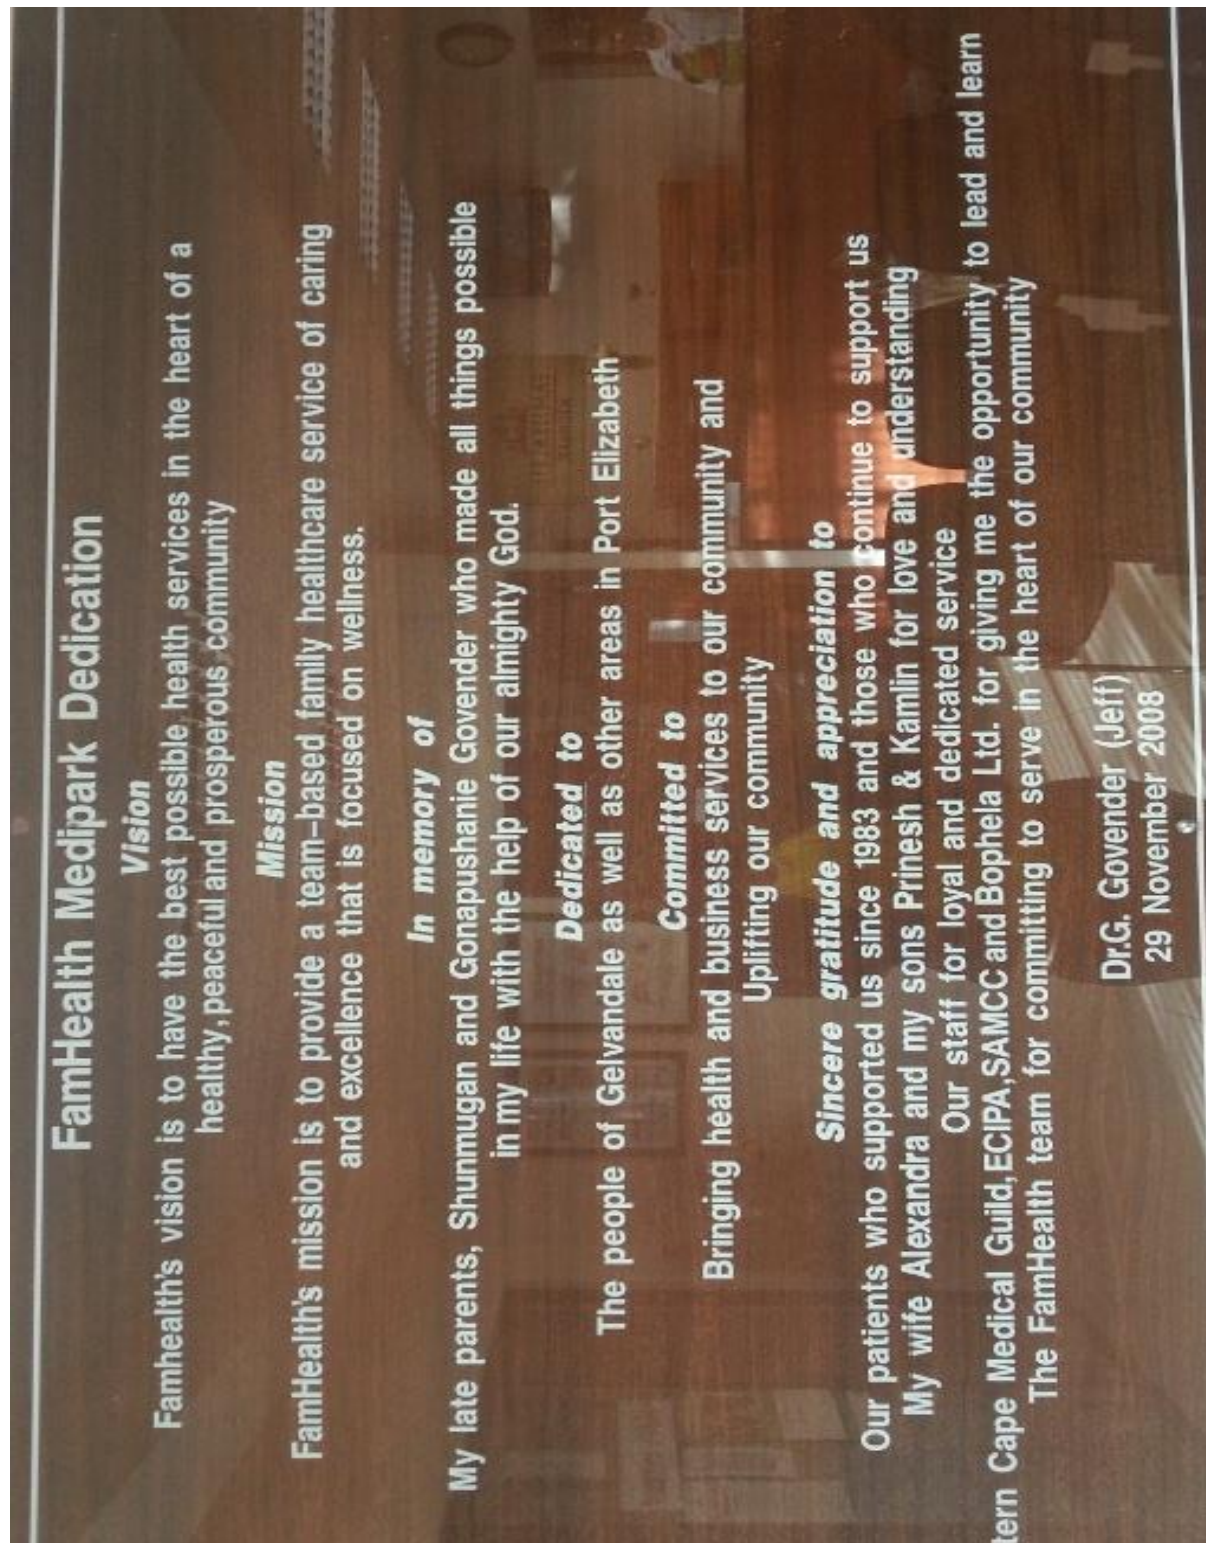 FamHealth Medipark Dedication
Vision
Famhealth's vision is to have the best possible health services in the heart of a
healthy, peaceful and prosperous community
Mission
FamHealth's mission is to provide a team-based family healthcare service of caring
and excellence that is focused on wellness.
In memory of
My late parents, Shunmugan and Gonapushanie Govender who made all things possible
in my life with the help of our almighty God.
Dedicated to
The people of Gelvandale as well as other areas in Port Elizabeth
Committed to
Bringing health and business services to our community and
Uplifting our community
Sincere gratitude and appreciation to
Our patients who supported us since 1983 and those who continue to support us
My wife Alexandra and my sons Prinesh & Kamlin for love and understanding
Our staff for loyal and dedicated service
tern Cape Medical Guild, ECIPA, SAMCC and Bophela Ltd. for giving me the opportunity to lead and learn
The FamHealth team for committing to serve in the heart of our community
Dr.G. Govender (Jeff)
29 November 2008